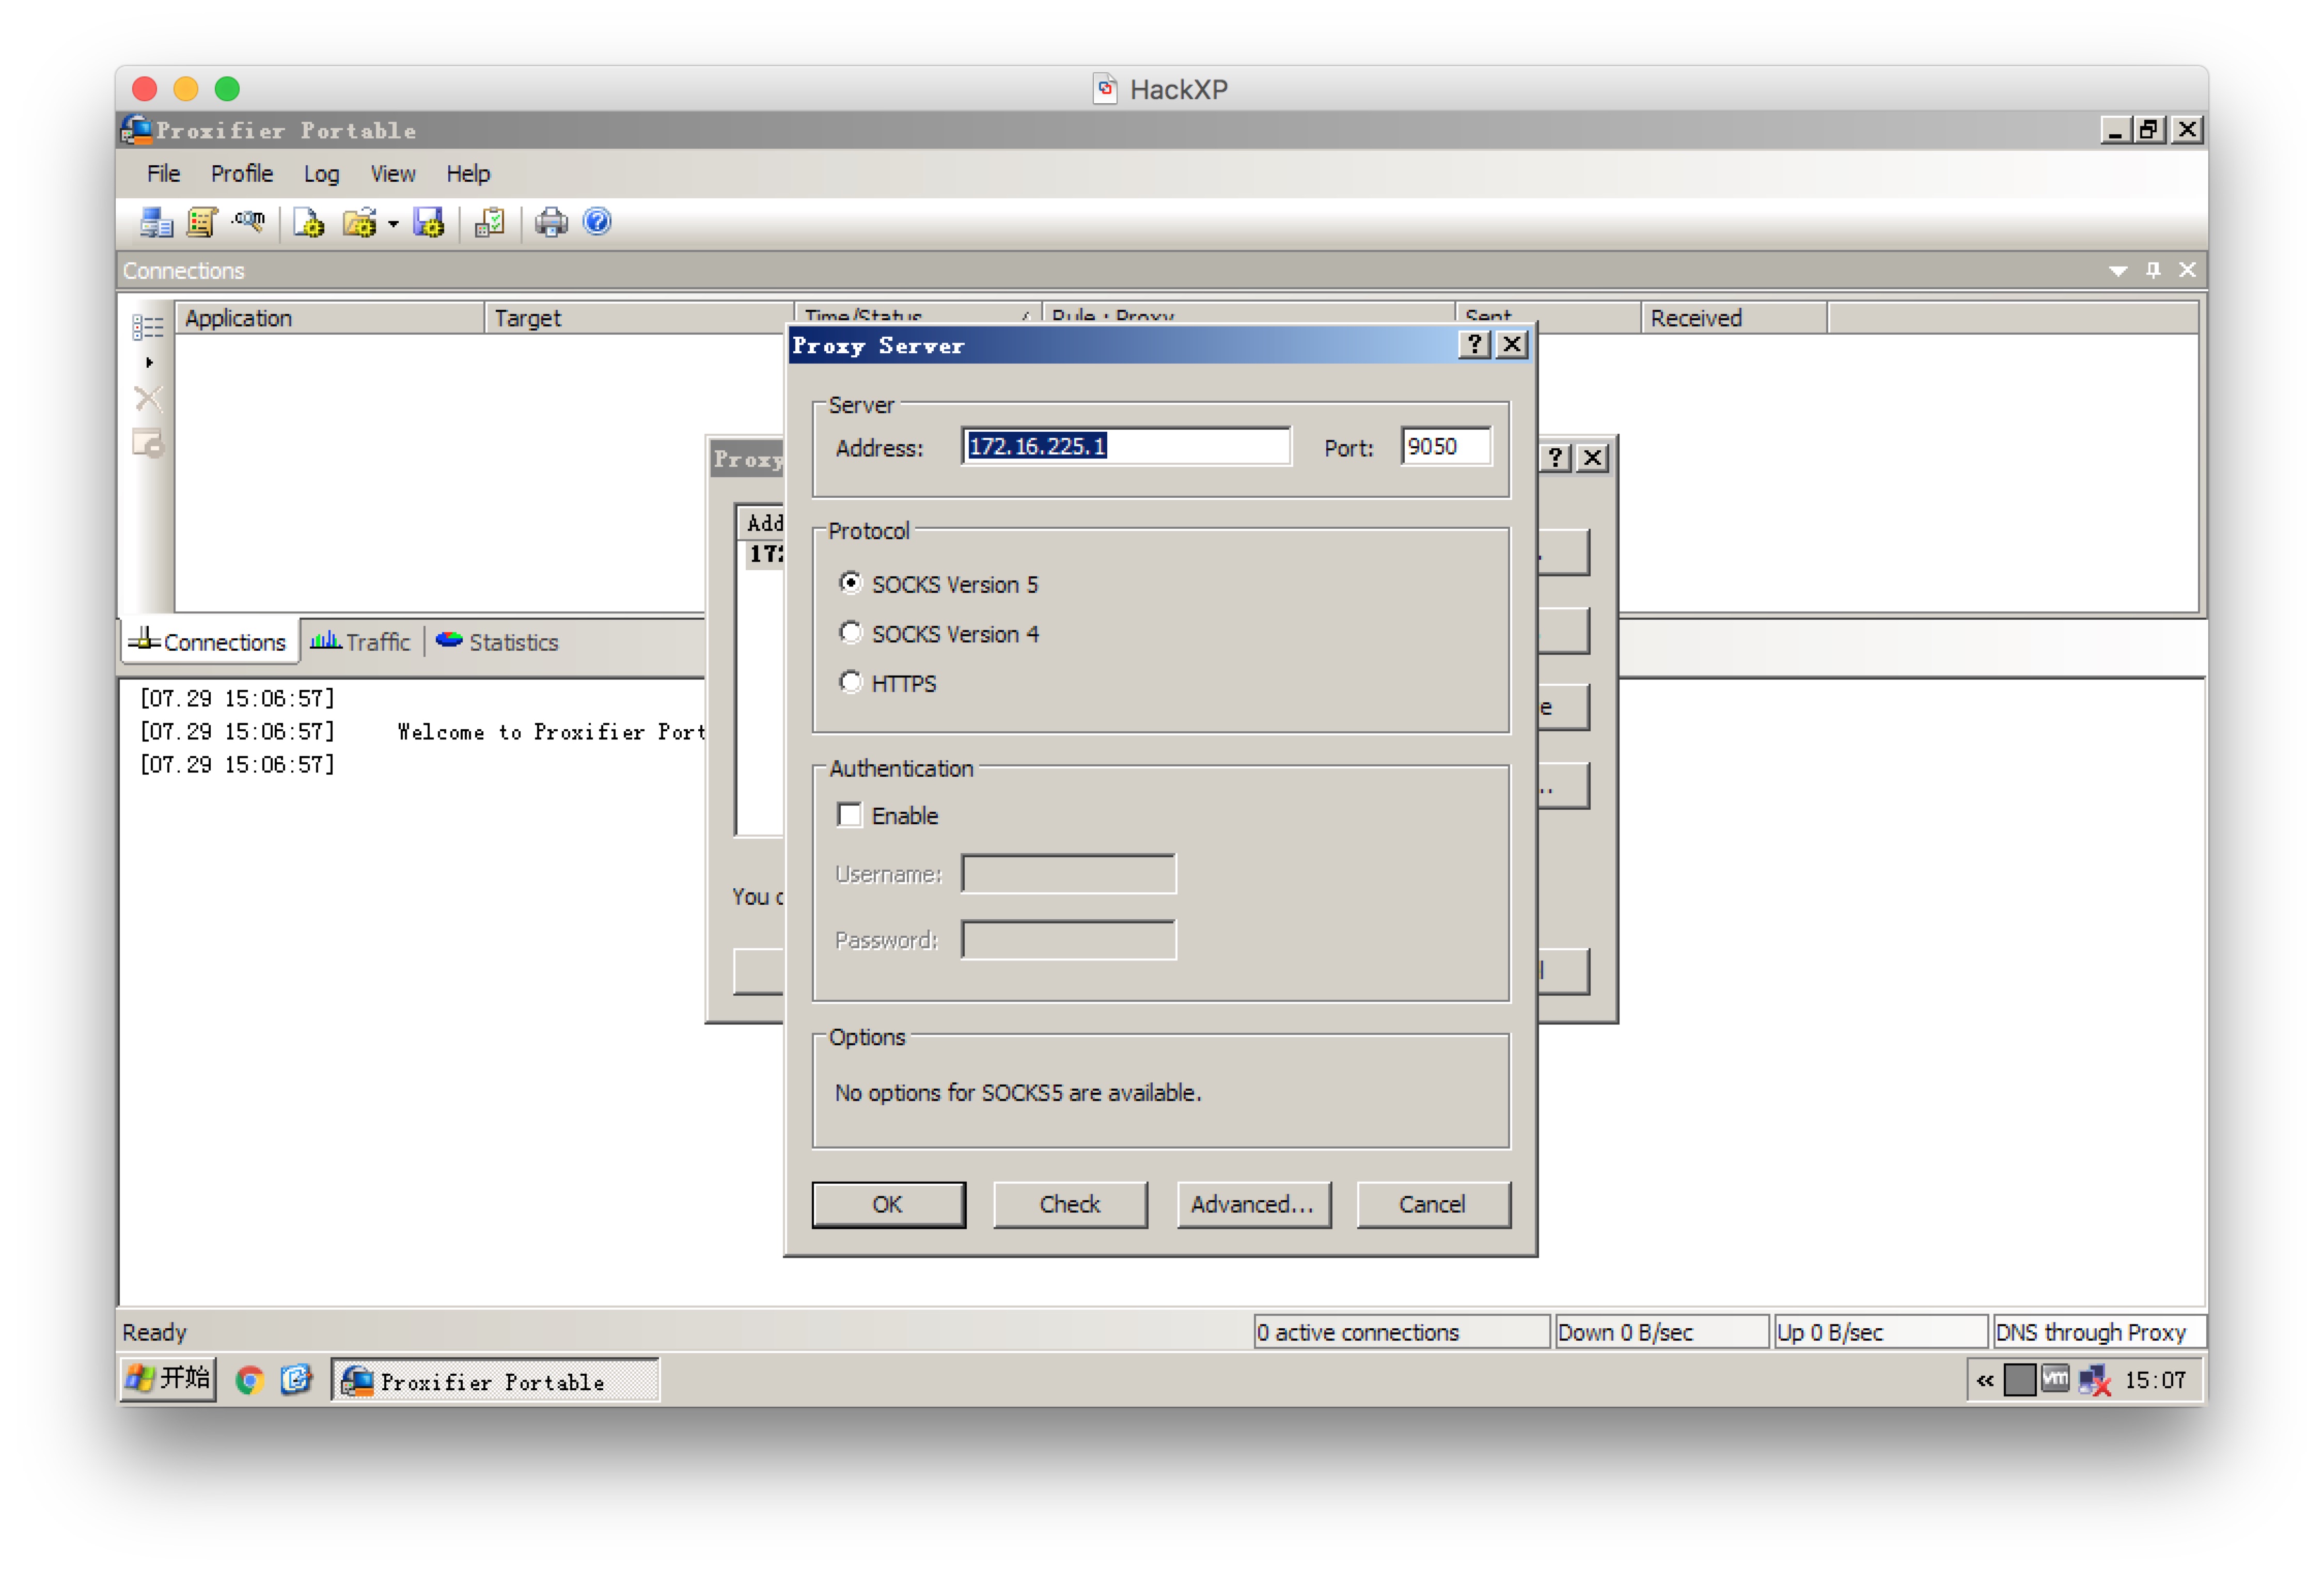 HackXP
Proxifier Portable
File Profile Log View Help
.com
Connections
Application Target Time/Status Rule : Proxy Sent Received
Proxy Server
Server
Address: 172.16.225.1 Port: 9050
Proxy
Add
Protocol
172
SOCKS Version 5
SOCKS Version 4
HTTPS
e
Connections Traffic Statistics
[07.29 15:06:57]
[07.29 15:06:57] Welcome to Proxifier Port
[07.29 15:06:57]
Authentication
Enable
..
Username:
You
Password:
l
Options
No options for SOCKS5 are available.
OK Check Advanced... Cancel
Ready 0 active connections Down 0 B/sec Up 0 B/sec DNS through Proxy
开始 Proxifier Portable « vm 15:07